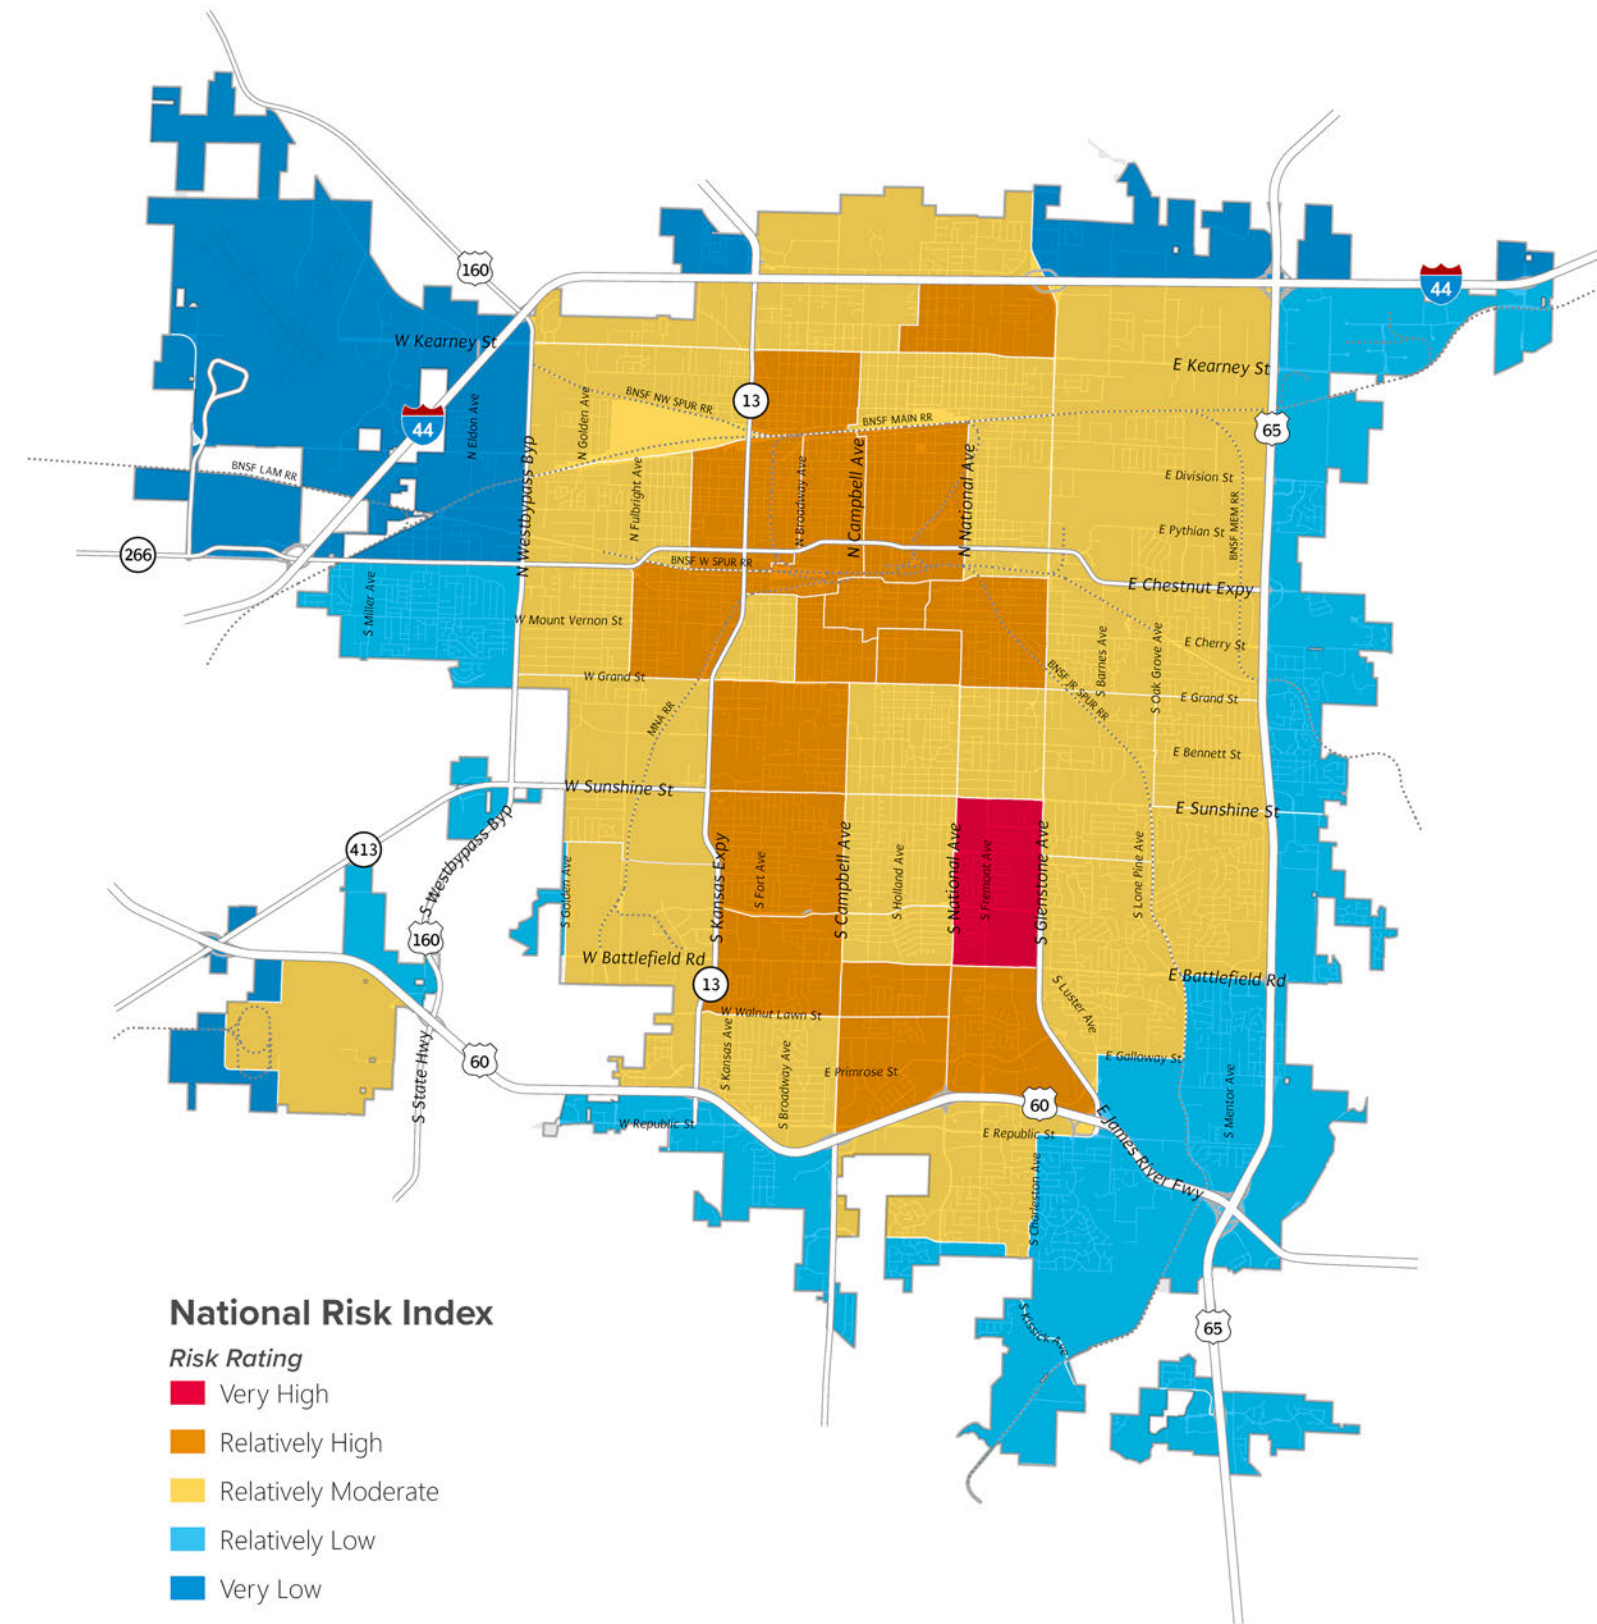 160
44
W Kearney St
E Kearney St
BNSF NW SPUR RR
N Golden Ave
13
BNSF MAIN RR
65
44
N Eldon Ave
BNSF LAM RR
N Westbypass Byp
N Fulbright Ave
N Broadway Ave
N Campbell Ave
N National Ave
E Division St
BNSF MEM RR
E Pythian St
266
BNSF W SPUR RR
E Chestnut Expy
S Miller Ave
W Mount Vernon St
E Cherry St
S Barnes Ave
S Oak Grove Ave
W Grand St
BNSF JR SPUR RR
E Grand St
MNA RR
E Bennett St
W Sunshine St
E Sunshine St
413
S Westbypass Byp
S Golden Ave
S Kansas Expy
S Fort Ave
S Campbell Ave
S Holland Ave
S National Ave
S Fremont Ave
S Glenstone Ave
S Lone Pine Ave
160
W Battlefield Rd
E Battlefield Rd
13
S Luster Ave
W Walnut Lawn St
S Kansas Ave
S Broadway Ave
E Primrose St
E Galloway St
60
S State Hwy
60
S Mentor Ave
W Republic St
E Republic St
E James River Fwy
S Charleston Ave
S Kissick Ave
65
National Risk Index
Risk Rating
Very High
Relatively High
Relatively Moderate
Relatively Low
Very Low